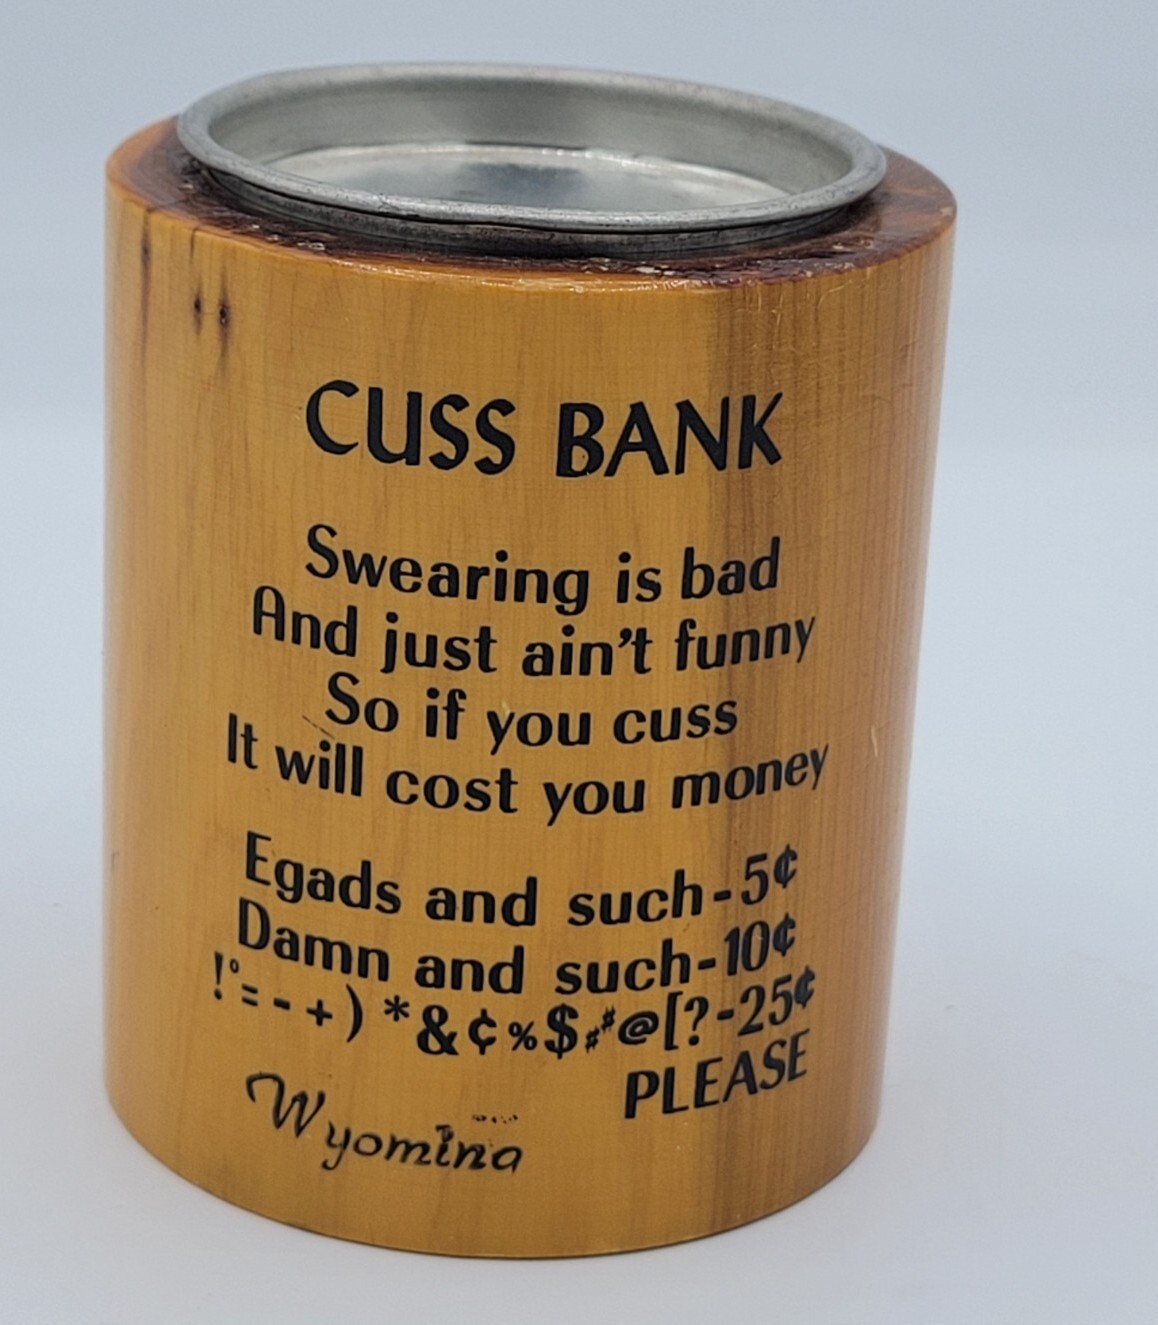 CUSS BANK
Swearing is bad
And just ain't funny
So if you cuss
It will cost you money
Egads and such-5¢
Damn and such-10¢
!°=-+)*&¢%$##@[?-25¢
PLEASE
Wyoming